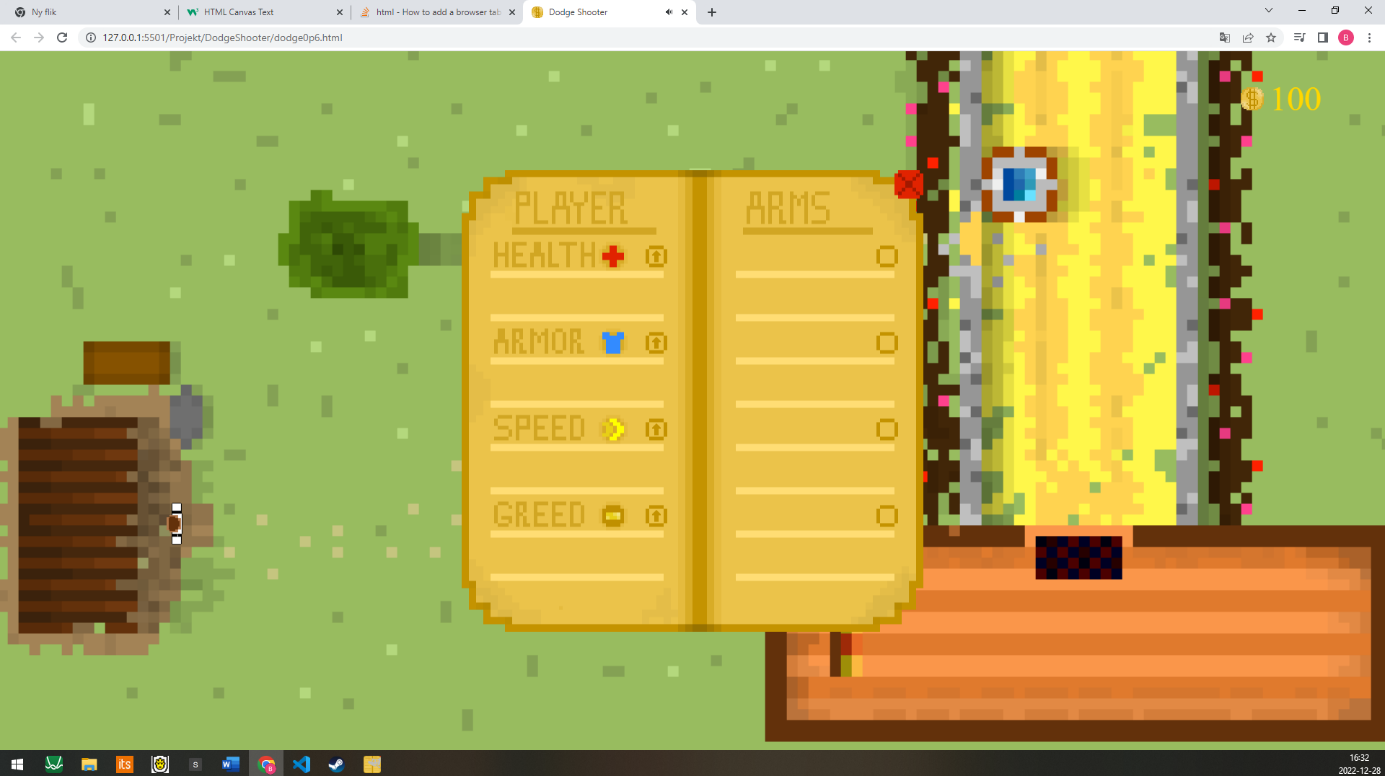 Ny flik
HTML Canvas Text
html - How to add a browser tab
Dodge Shooter
127.0.0.1:5501/Projekt/DodgeShooter/dodge0p6.html
B
$ 100
PLAYER
HEALTH
ARMOR
SPEED
GREED
ARMS
its
S
W
B
16:32
2022-12-28